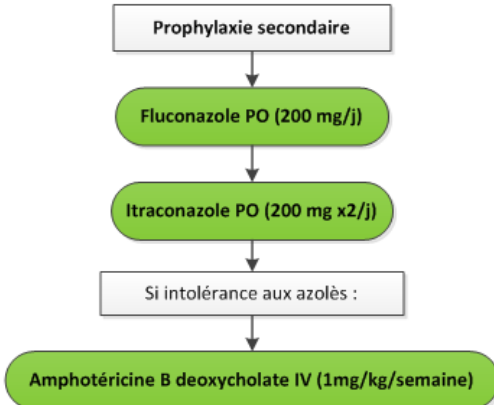 Prophylaxie secondaire
Fluconazole PO (200 mg/j)
Itraconazole PO (200 mg x2/j)
Si intolérance aux azolès :
Amphotéricine B deoxycholate IV (1mg/kg/semaine)